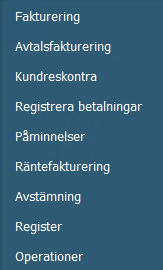 Fakturering
Avtalsfakturering
Kundreskontra
Registrera betalningar
Påminnelser
Räntefakturering
Avstämning
Register
Operationer